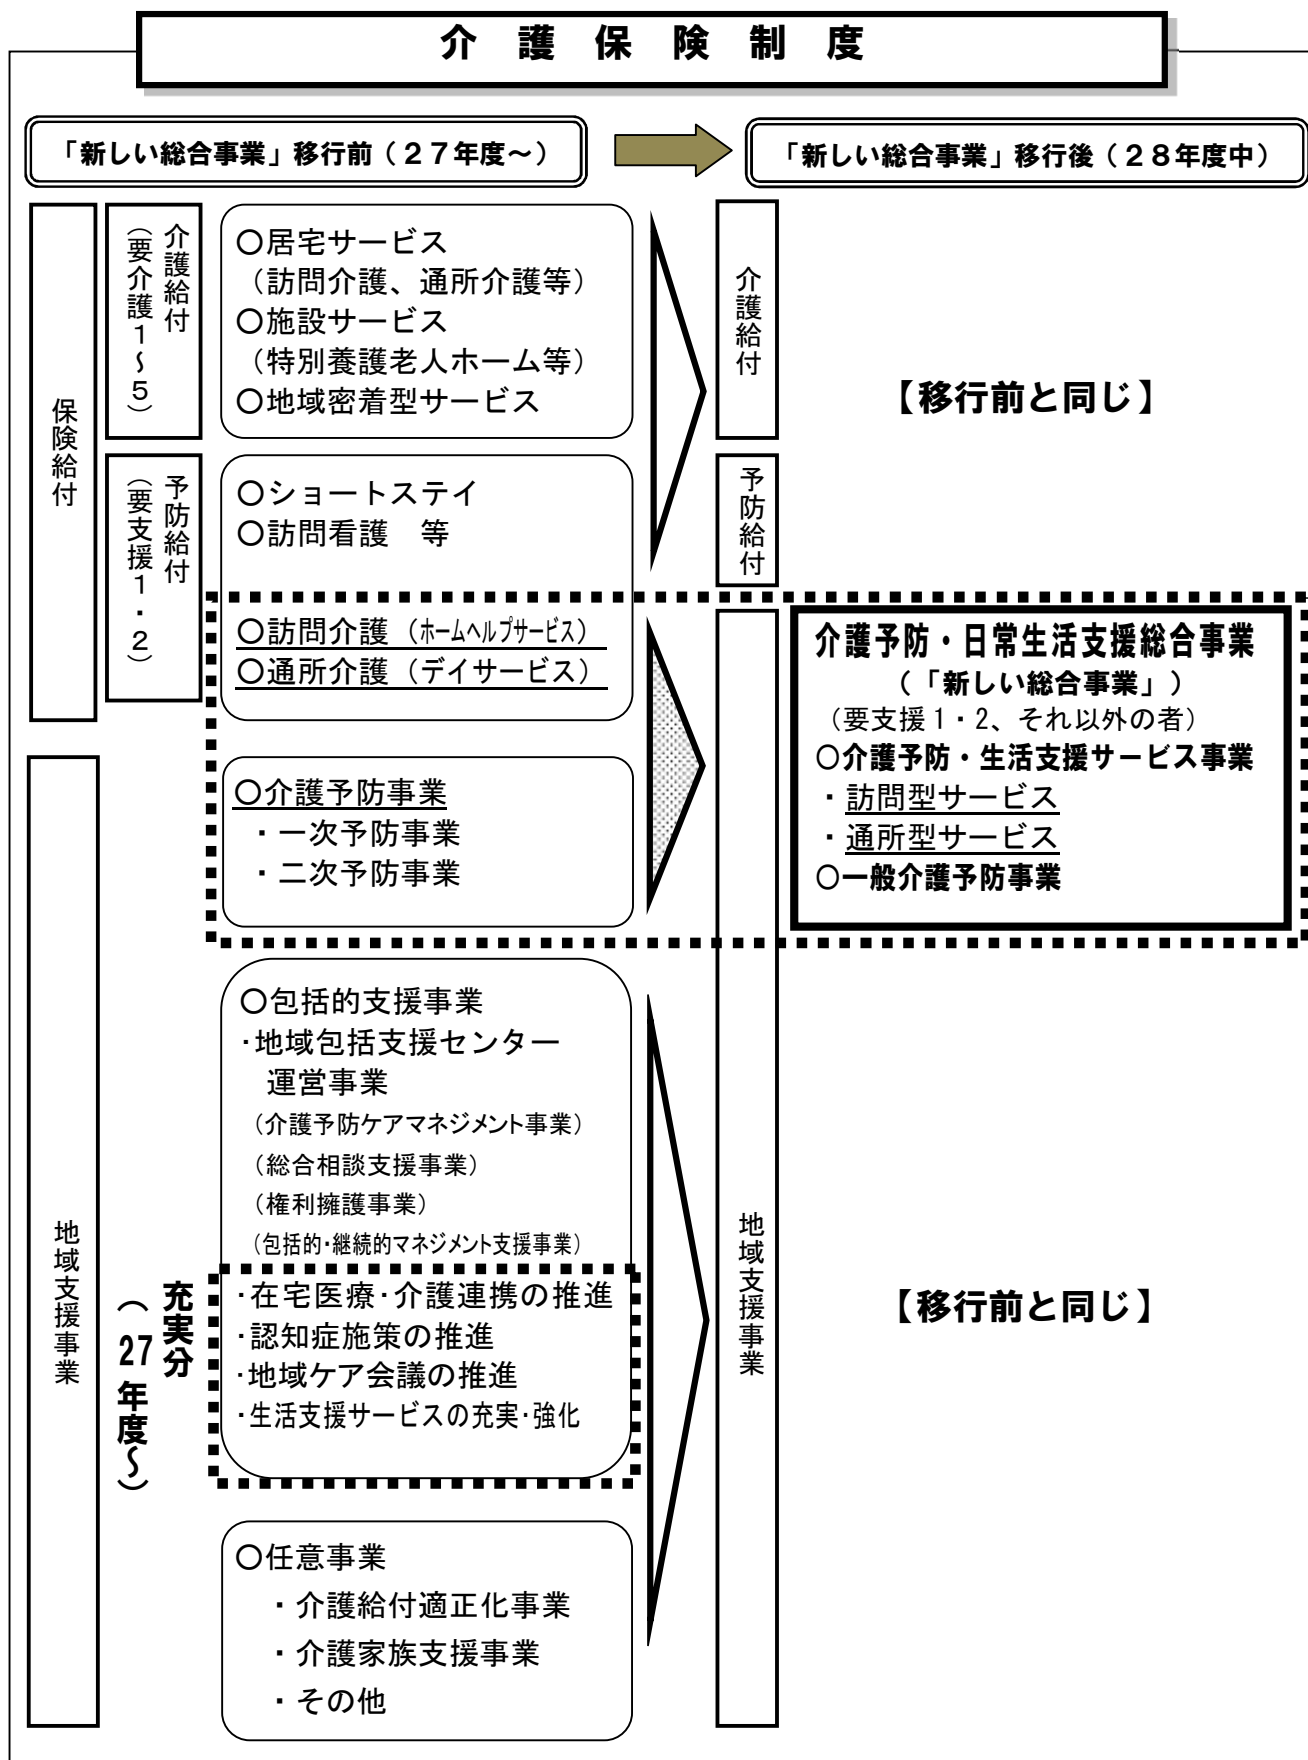 介護保険制度
「新しい総合事業」移行前（２７年度～）
「新しい総合事業」移行後（２８年度中）
保険給付
介護給付
（要介護１～５）
〇居宅サービス
（訪問介護、通所介護等）
〇施設サービス
（特別養護老人ホーム等）
〇地域密着型サービス
介護給付
【移行前と同じ】
予防給付
（要支援１・２）
〇ショートステイ
〇訪問看護　等
〇訪問介護（ホームヘルプサービス）
〇通所介護（デイサービス）
予防給付
地域支援事業
〇介護予防事業
・一次予防事業
・二次予防事業
介護予防・日常生活支援総合事業
（「新しい総合事業」）
（要支援１・２、それ以外の者）
〇介護予防・生活支援サービス事業
・訪問型サービス
・通所型サービス
〇一般介護予防事業
〇包括的支援事業
・地域包括支援センター
運営事業
（介護予防ケアマネジメント事業）
（総合相談支援事業）
（権利擁護事業）
（包括的・継続的マネジメント支援事業）
充実分
（27年度～）
・在宅医療・介護連携の推進
・認知症施策の推進
・地域ケア会議の推進
・生活支援サービスの充実・強化
〇任意事業
・介護給付適正化事業
・介護家族支援事業
・その他
地域支援事業
【移行前と同じ】